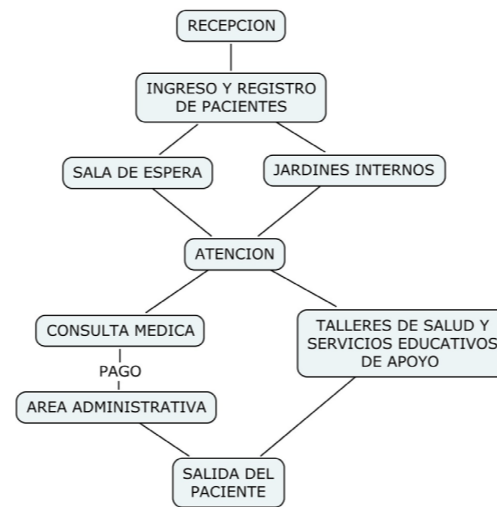 RECEPCION
INGRESO Y REGISTRO
DE PACIENTES
SALA DE ESPERA
JARDINES INTERNOS
ATENCION
CONSULTA MEDICA
TALLERES DE SALUD Y
SERVICIOS EDUCATIVOS
DE APOYO
PAGO
AREA ADMINISTRATIVA
SALIDA DEL
PACIENTE